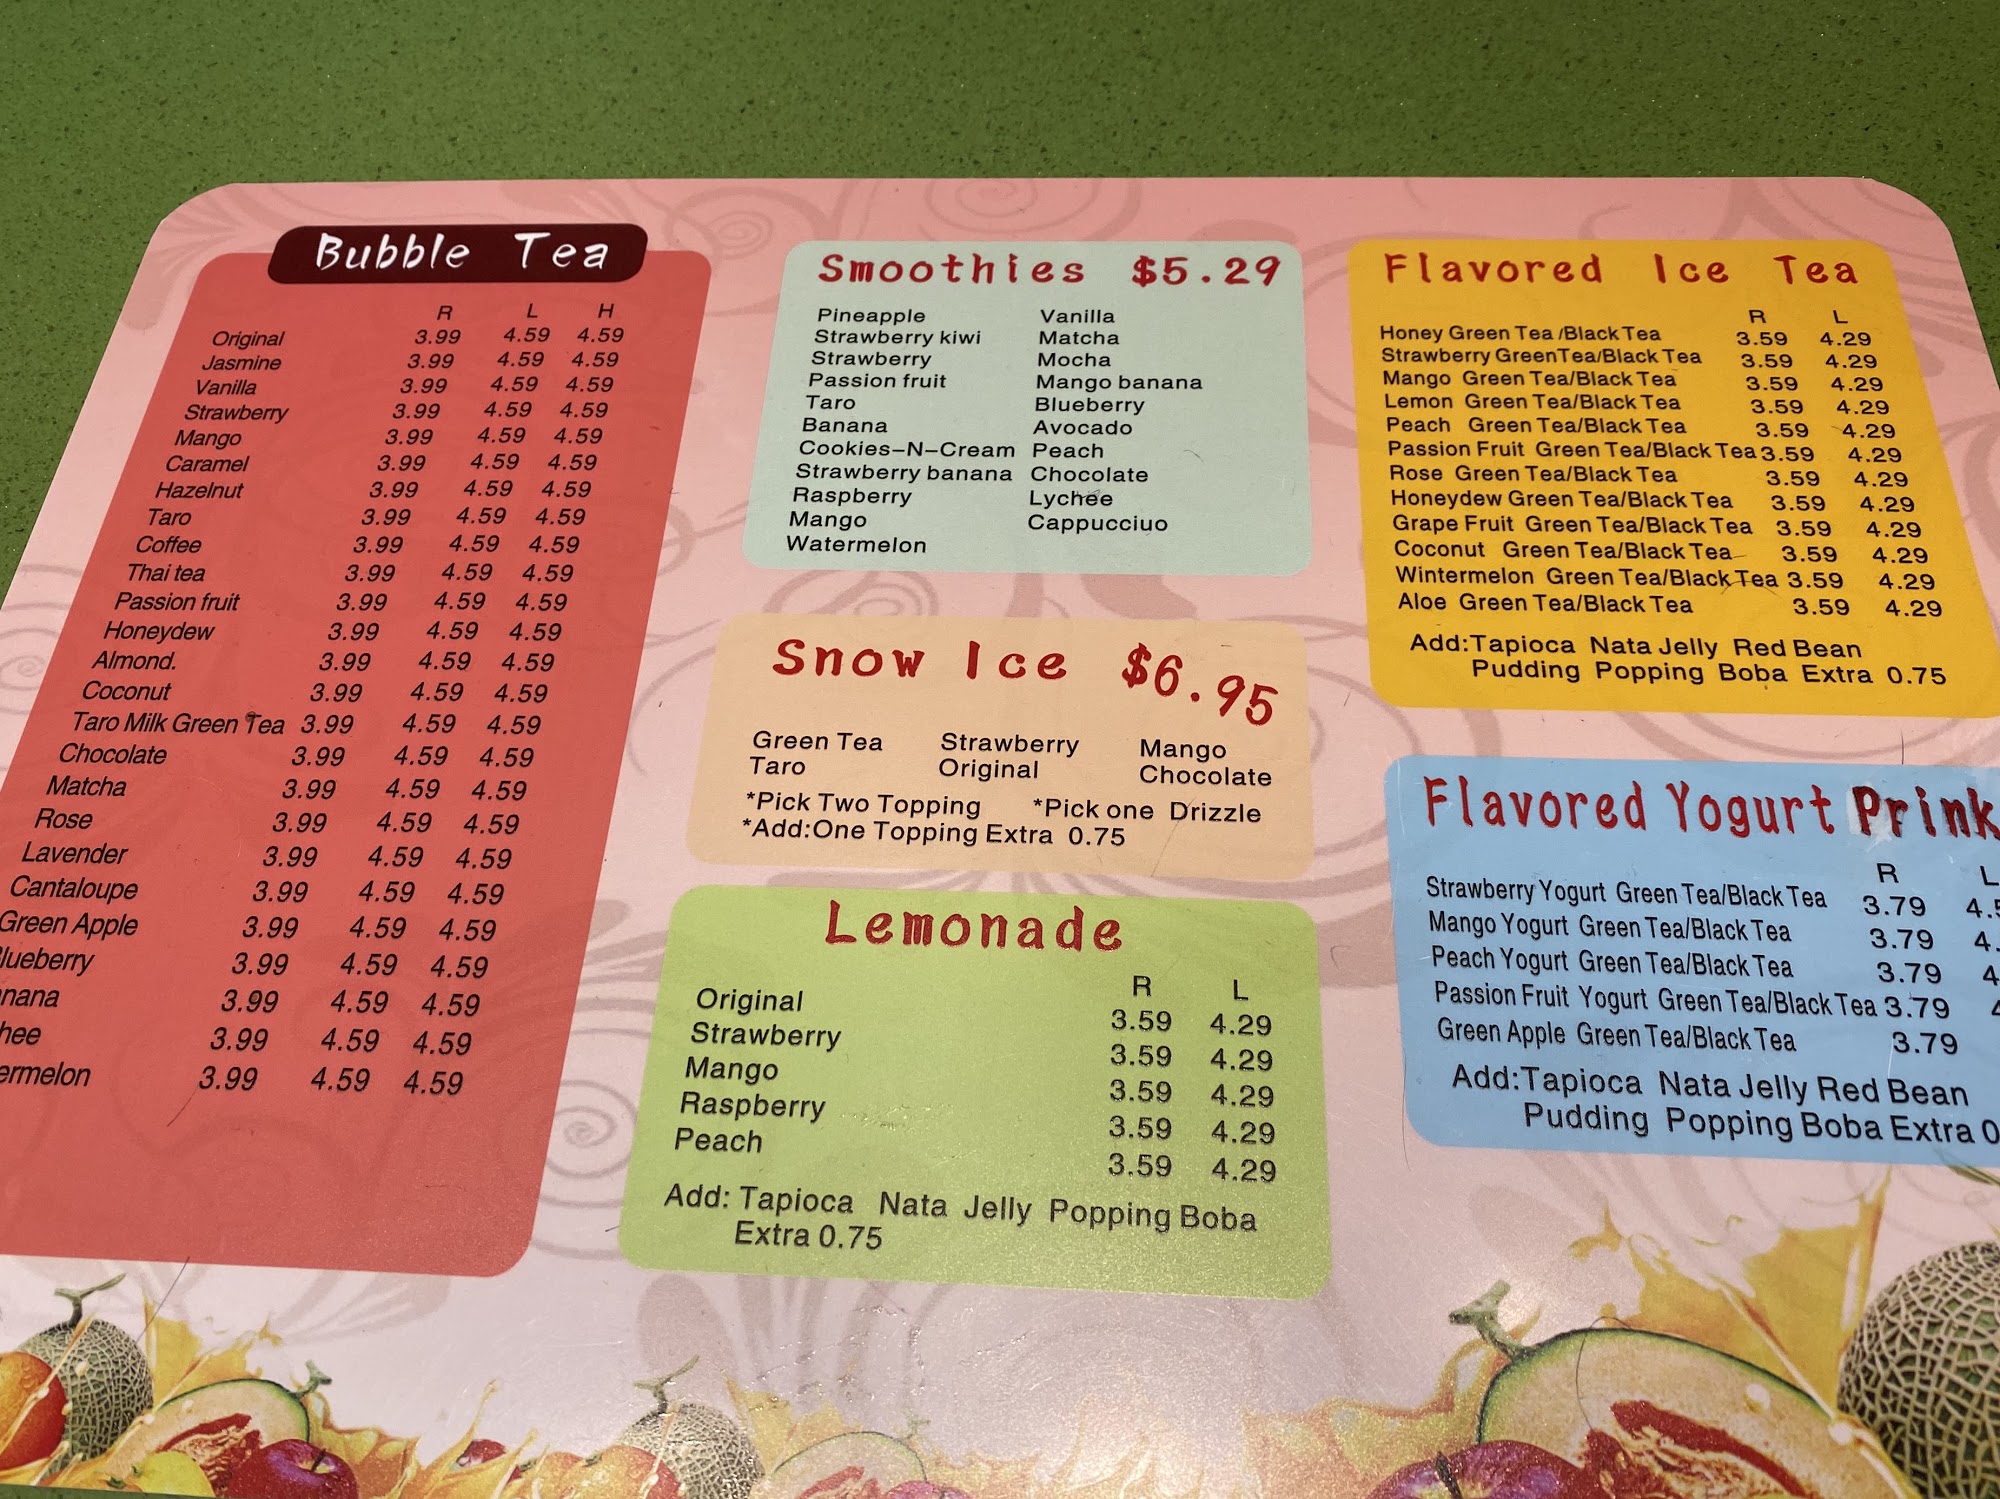 Bubble Tea
R L H
Original 3.99 4.59 4.59
Jasmine 3.99 4.59 4.59
Vanilla 3.99 4.59 4.59
Strawberry 3.99 4.59 4.59
Mango 3.99 4.59 4.59
Caramel 3.99 4.59 4.59
Hazelnut 3.99 4.59 4.59
Taro 3.99 4.59 4.59
Coffee 3.99 4.59 4.59
Thai tea 3.99 4.59 4.59
Passion fruit 3.99 4.59 4.59
Honeydew 3.99 4.59 4.59
Almond. 3.99 4.59 4.59
Coconut 3.99 4.59 4.59
Taro Milk Green Tea 3.99 4.59 4.59
Chocolate 3.99 4.59 4.59
Matcha 3.99 4.59 4.59
Rose 3.99 4.59 4.59
Lavender 3.99 4.59 4.59
Cantaloupe 3.99 4.59 4.59
Green Apple 3.99 4.59 4.59
lueberry 3.99 4.59 4.59
nana 3.99 4.59 4.59
hee 3.99 4.59 4.59
ermelon 3.99 4.59 4.59
Smoothies $5.29
Pineapple Vanilla
Strawberry kiwi Matcha
Strawberry Mocha
Passion fruit Mango banana
Taro Blueberry
Banana Avocado
Cookies-N-Cream Peach
Strawberry banana Chocolate
Raspberry Lychee
Mango Cappucciuo
Watermelon
Snow Ice $6.95
Green Tea Strawberry Mango
Taro Original Chocolate
*Pick Two Topping *Pick one Drizzle
*Add:One Topping Extra 0.75
Lemonade
R L
Original 3.59 4.29
Strawberry 3.59 4.29
Mango 3.59 4.29
Raspberry 3.59 4.29
Peach 3.59 4.29
Add: Tapioca Nata Jelly Popping Boba
Extra 0.75
Flavored Ice Tea
R L
Honey Green Tea /Black Tea 3.59 4.29
Strawberry GreenTea/Black Tea 3.59 4.29
Mango Green Tea/Black Tea 3.59 4.29
Lemon Green Tea/Black Tea 3.59 4.29
Peach Green Tea/Black Tea 3.59 4.29
Passion Fruit Green Tea/Black Tea 3.59 4.29
Rose Green Tea/Black Tea 3.59 4.29
Honeydew Green Tea/Black Tea 3.59 4.29
Grape Fruit Green Tea/Black Tea 3.59 4.29
Coconut Green Tea/Black Tea 3.59 4.29
Wintermelon Green Tea/Black Tea 3.59 4.29
Aloe Green Tea/Black Tea 3.59 4.29
Add:Tapioca Nata Jelly Red Bean
Pudding Popping Boba Extra 0.75
Flavored Yogurt Prink
R L
Strawberry Yogurt Green Tea/Black Tea 3.79 4.5
Mango Yogurt Green Tea/Black Tea 3.79 4.
Peach Yogurt Green Tea/Black Tea 3.79 4
Passion Fruit Yogurt Green Tea/Black Tea 3.79
Green Apple Green Tea/Black Tea 3.79
Add:Tapioca Nata Jelly Red Bean
Pudding Popping Boba Extra 0